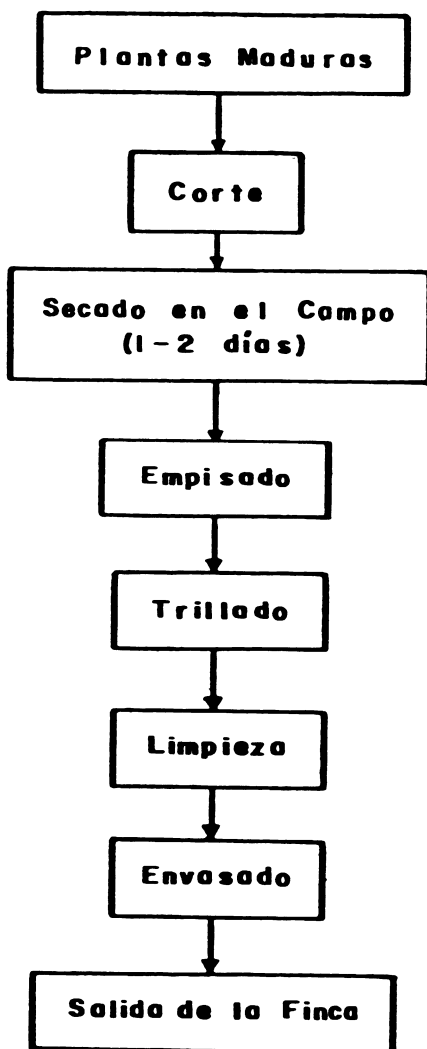 Plantas Maduras
Corte
Secado en el Campo
(1-2 días)
Empisado
Trillado
Limpieza
Envasado
Salida de la Finca